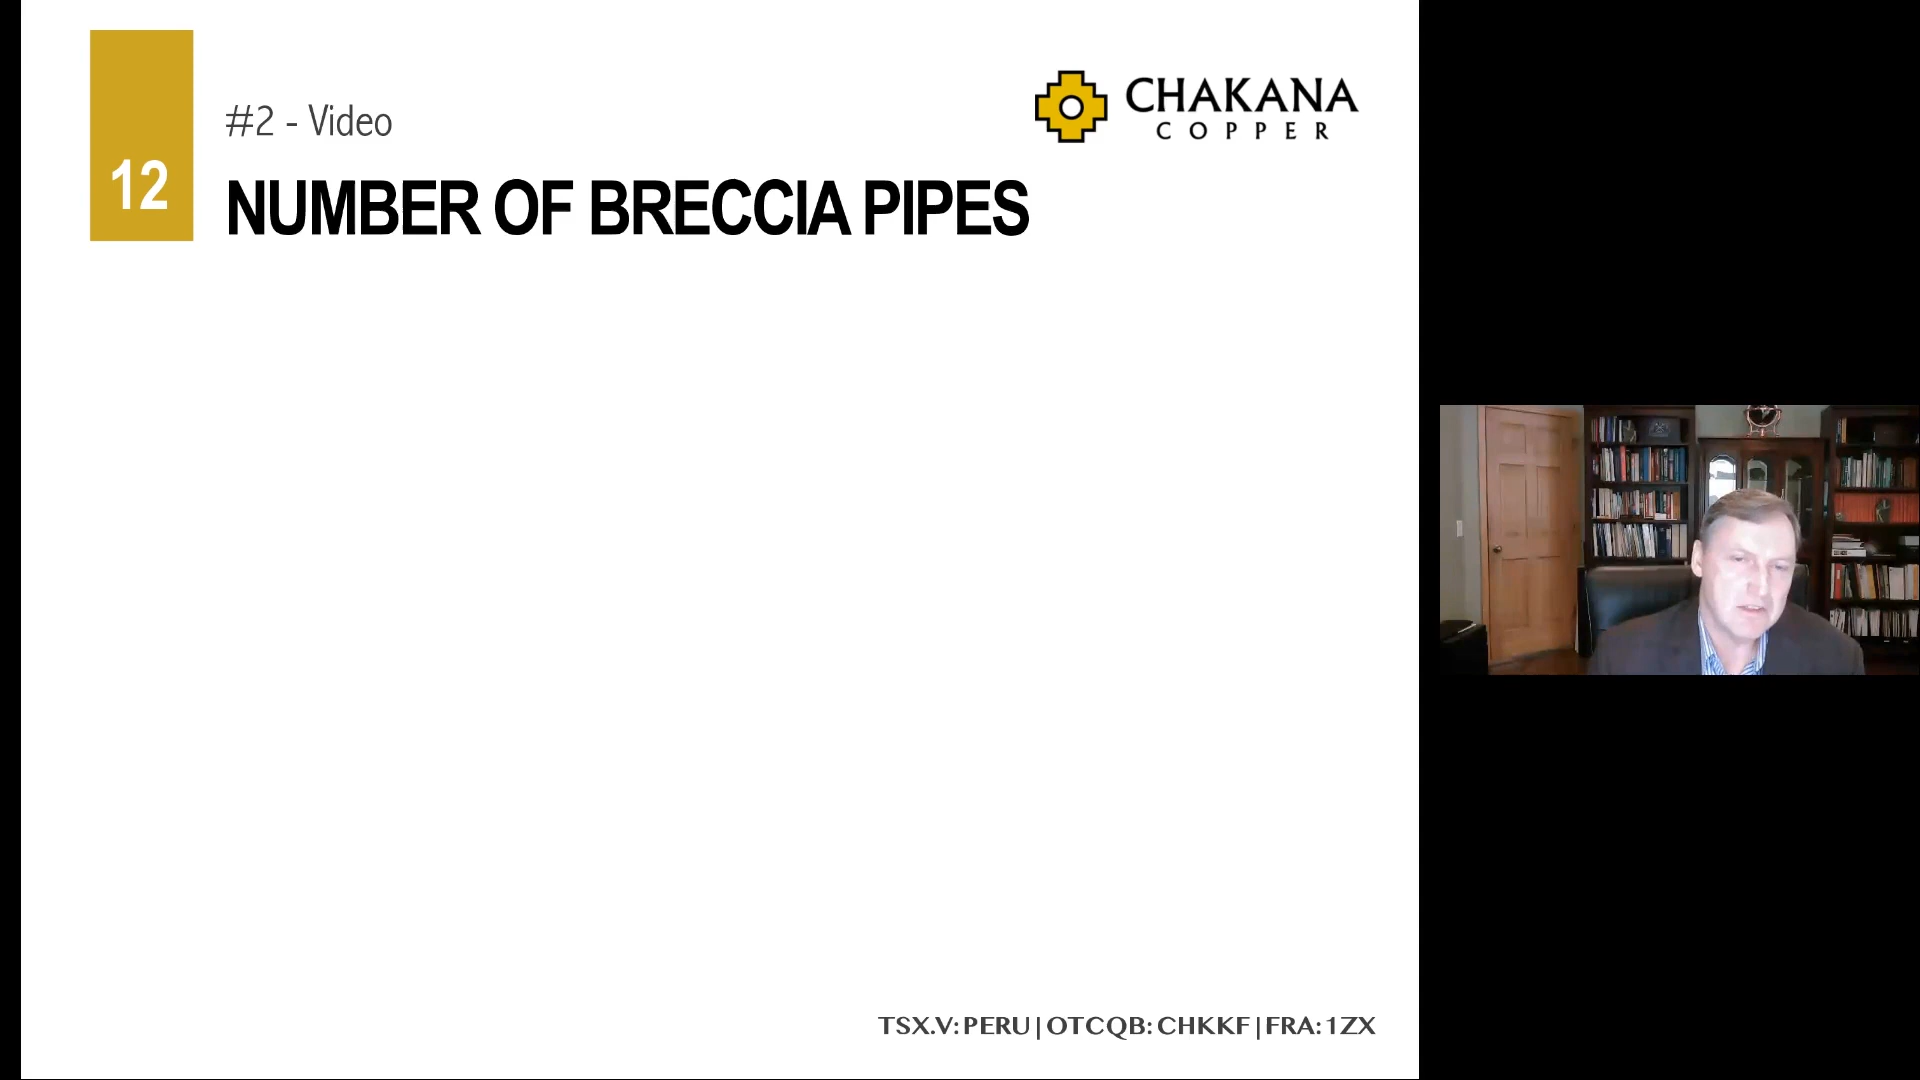 #2 - Video
CHAKANA
COPPER
12
NUMBER OF BRECCIA PIPES
TSX.V: PERU | OTCQB: CHKKF | FRA: 1ZX